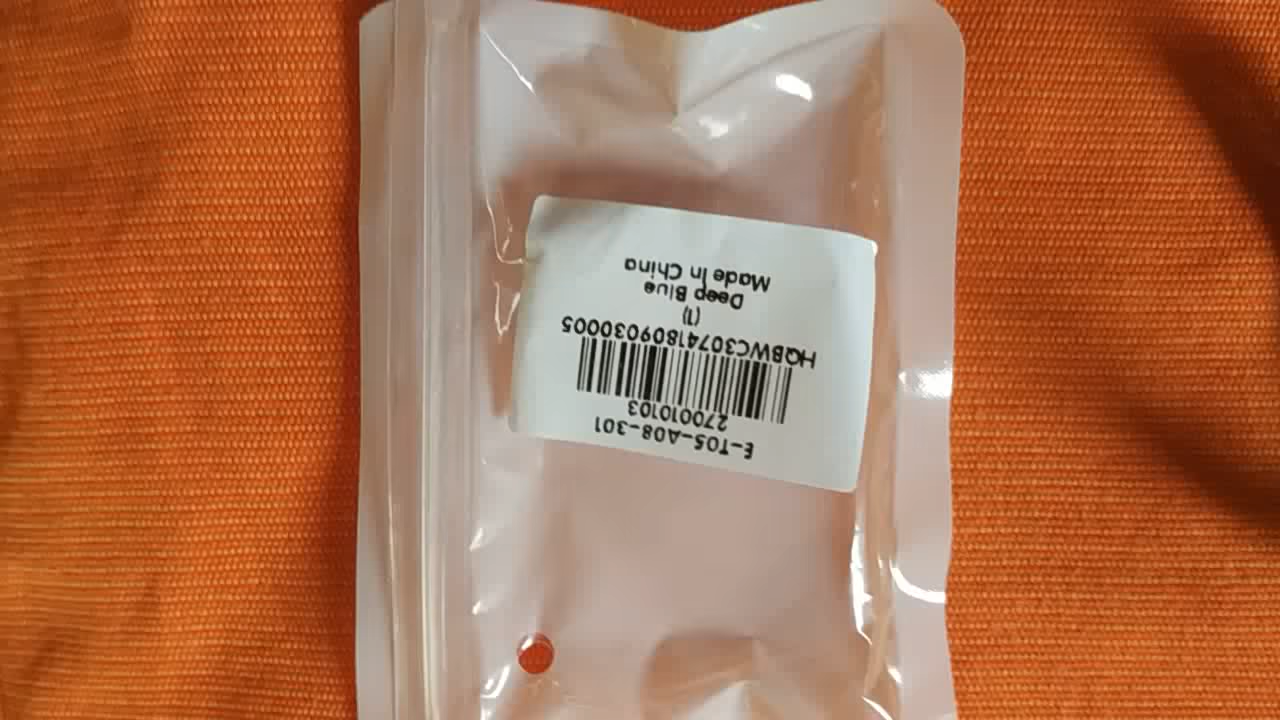 E-T05-A08-301
270010103
HQBWC30741809030005
(1)
Deep Blue
Made In China